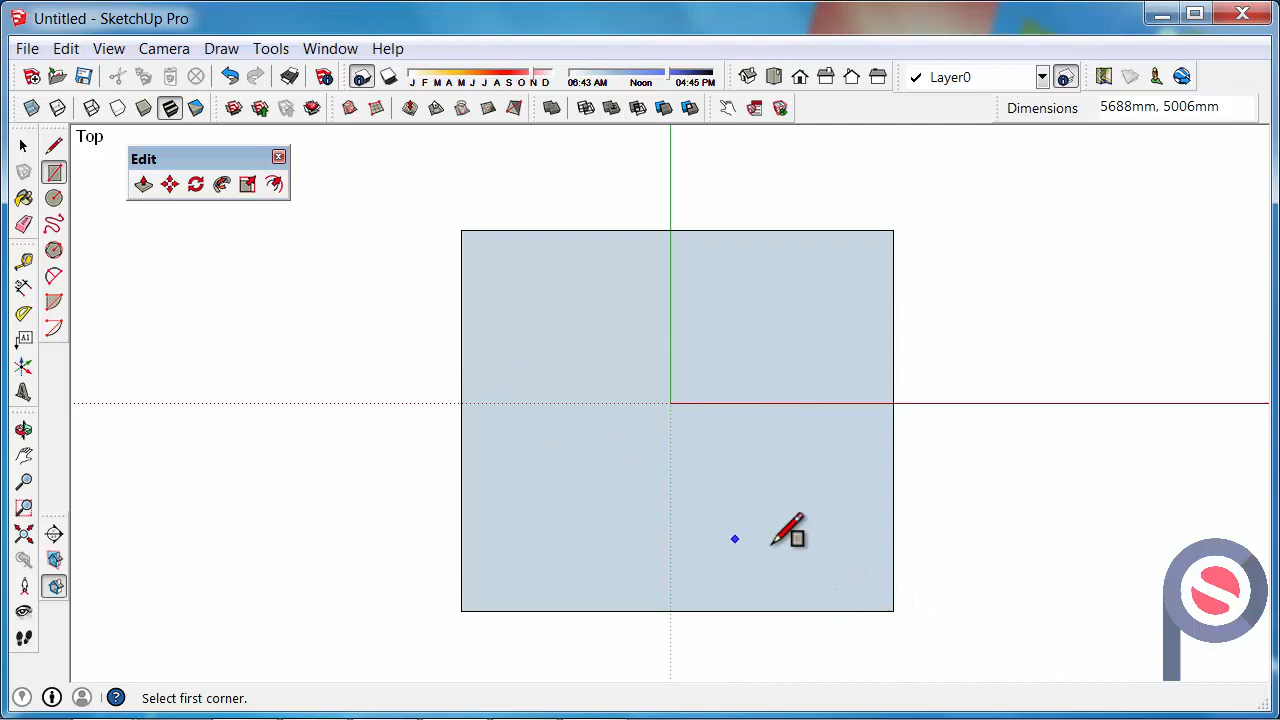 Untitled - SketchUp Pro
File Edit View Camera Draw Tools Window Help
J F M A M J J A S O N D 06:43 AM Noon 04:45 PM Layer0
Dimensions 5688mm, 5006mm
Top
Edit
A1
Select first corner.